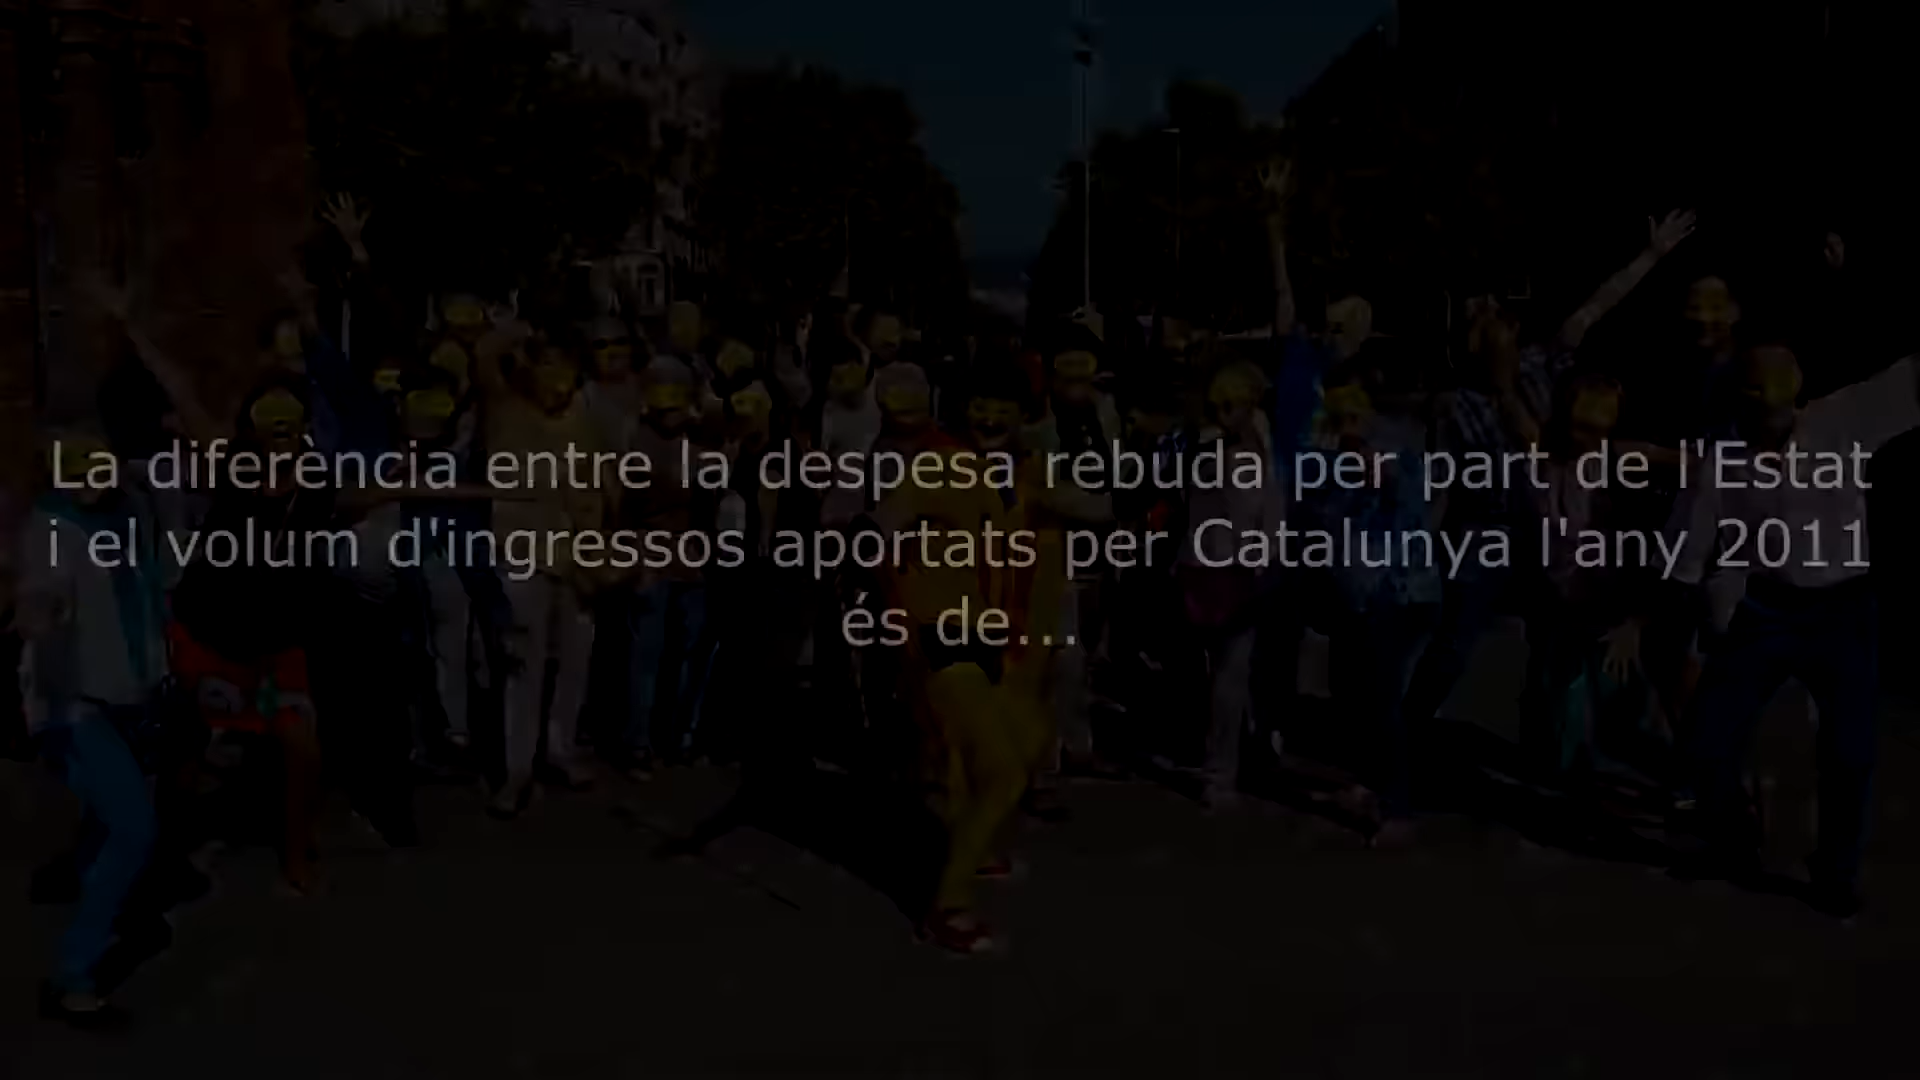 La diferència entre la despesa rebuda per part de l'Estat
i el volum d'ingressos aportats per Catalunya l'any 2011
és de...